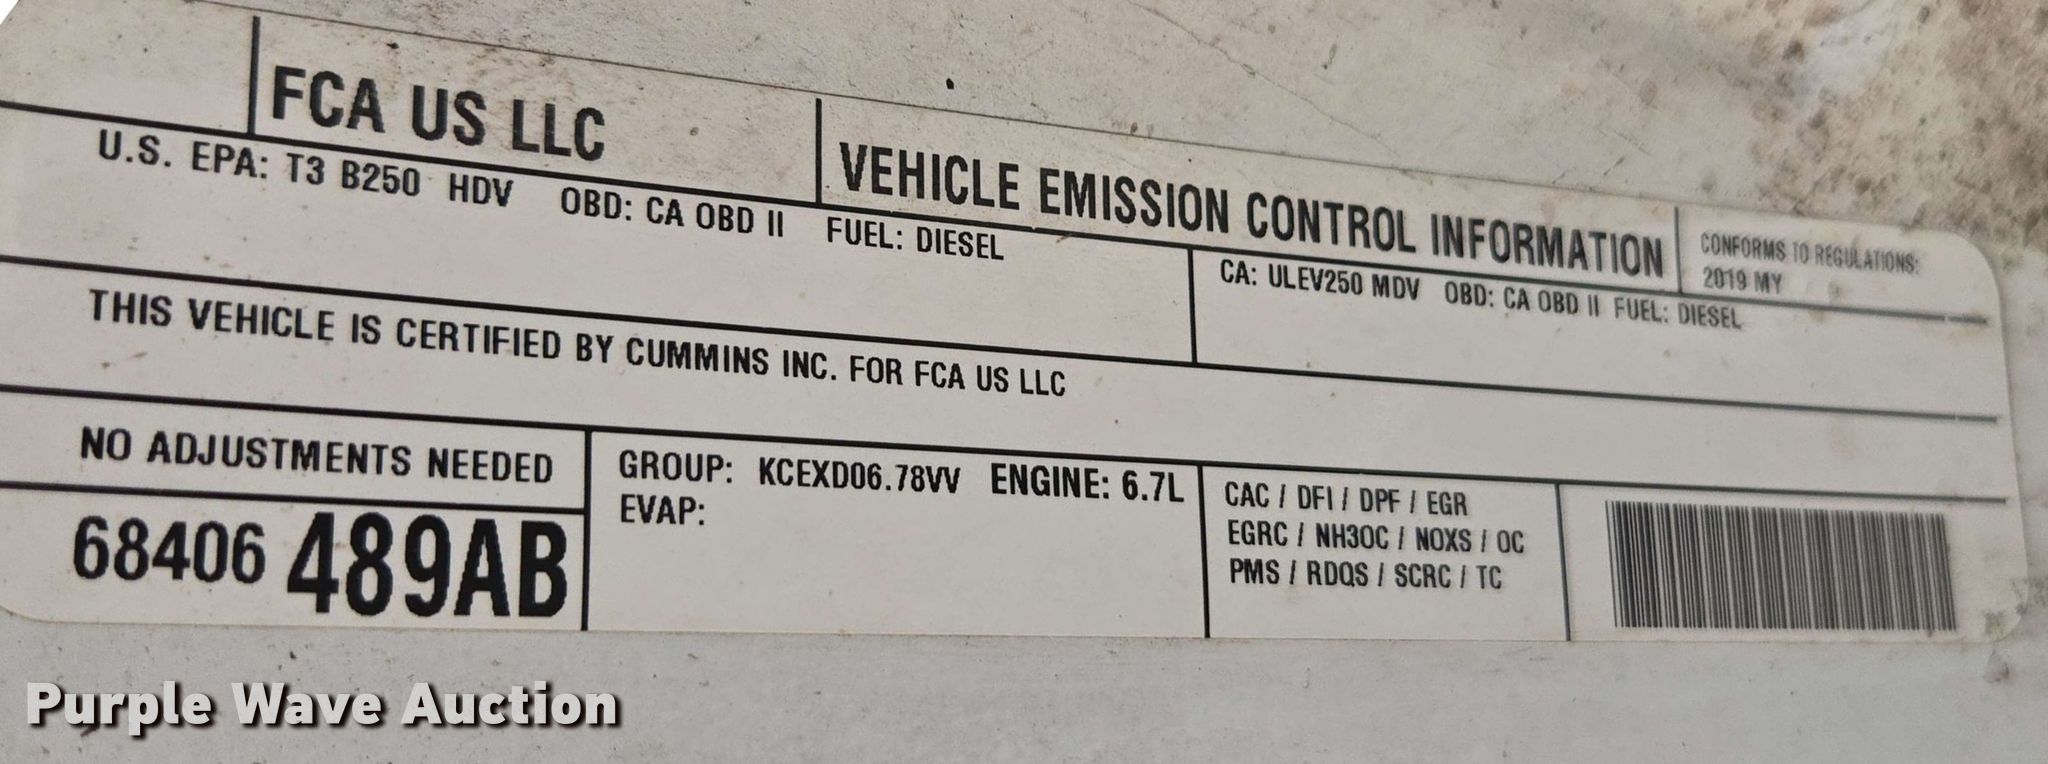 FCA US LLC
VEHICLE EMISSION CONTROL INFORMATION
CONFORMS TO REGULATIONS:
2019 MY
U.S. EPA: T3 B250 HDV OBD: CA OBD II FUEL: DIESEL
CA: ULEV250 MDV OBD: CA OBD II FUEL: DIESEL
THIS VEHICLE IS CERTIFIED BY CUMMINS INC. FOR FCA US LLC
NO ADJUSTMENTS NEEDED
68406 489AB
GROUP: KCEXD06.78VV ENGINE: 6.7L
EVAP:
CAC / DFI / DPF / EGR
EGRC / NH3OC / NOXS / OC
PMS / RDQS / SCRC / TC
Purple Wave Auction